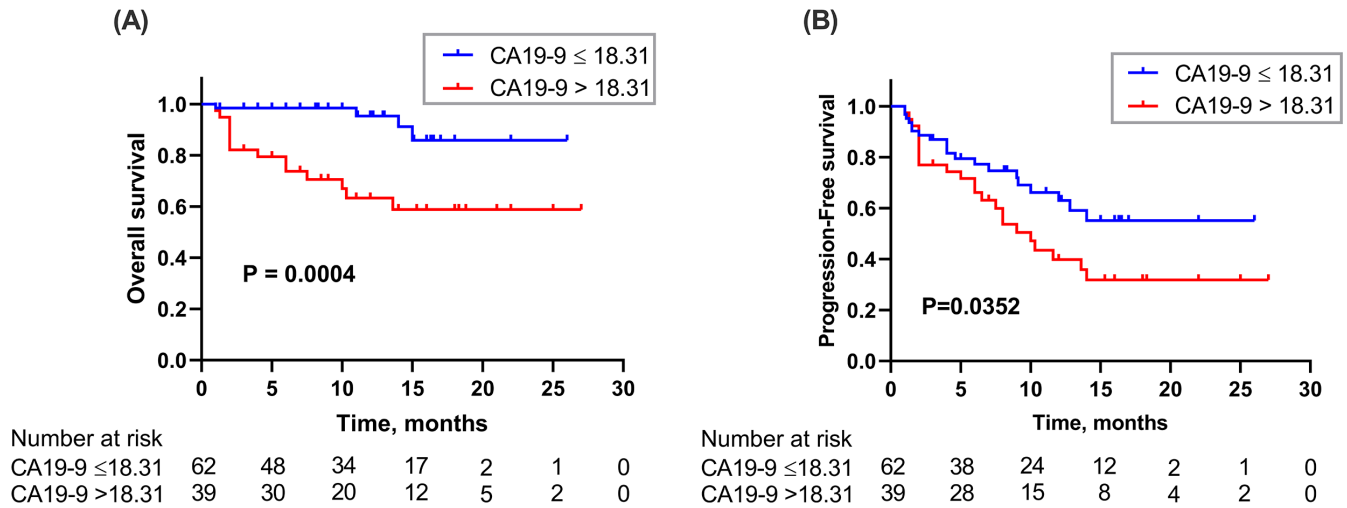 (A)
CA19-9 ≤ 18.31
CA19-9 > 18.31
Overall survival
1.0
0.8
0.6
0.4
0.2
0.0
P = 0.0004
0 5 10 15 20 25 30
Time, months
Number at risk
CA19-9 ≤18.31 62 48 34 17 2 1 0
CA19-9 >18.31 39 30 20 12 5 2 0
(B)
CA19-9 ≤ 18.31
CA19-9 > 18.31
Progression-Free survival
1.0
0.8
0.6
0.4
0.2
0.0
P=0.0352
0 5 10 15 20 25 30
Time, months
Number at risk
CA19-9 ≤18.31 62 38 24 12 2 1 0
CA19-9 >18.31 39 28 15 8 4 2 0